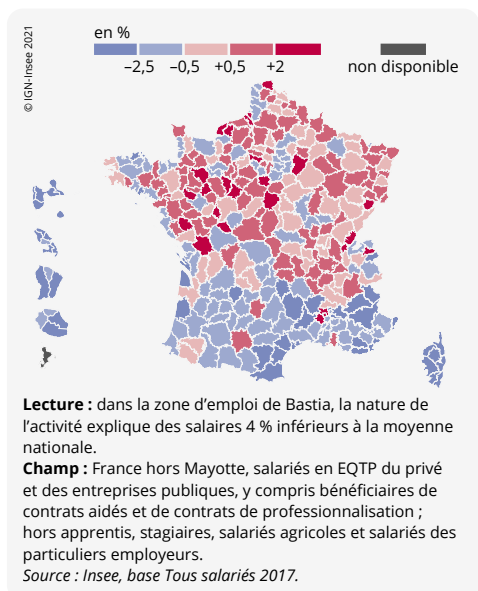 © IGN-Insee 2021
en %
–2,5 –0,5 +0,5 +2
non disponible
Lecture : dans la zone d’emploi de Bastia, la nature de
l’activité explique des salaires 4 % inférieurs à la moyenne
nationale.
Champ : France hors Mayotte, salariés en EQTP du privé
et des entreprises publiques, y compris bénéficiaires de
contrats aidés et de contrats de professionnalisation ;
hors apprentis, stagiaires, salariés agricoles et salariés des
particuliers employeurs.
Source : Insee, base Tous salariés 2017.